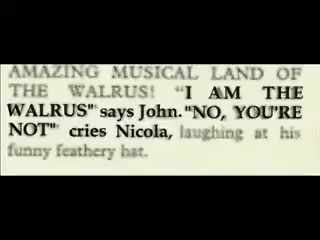 AMAZING MUSICAL LAND OF
THE WALRUS! "I AM THE
WALRUS" says John. "NO, YOU'RE
NOT" cries Nicola, laughing at his
funny feathery hat.